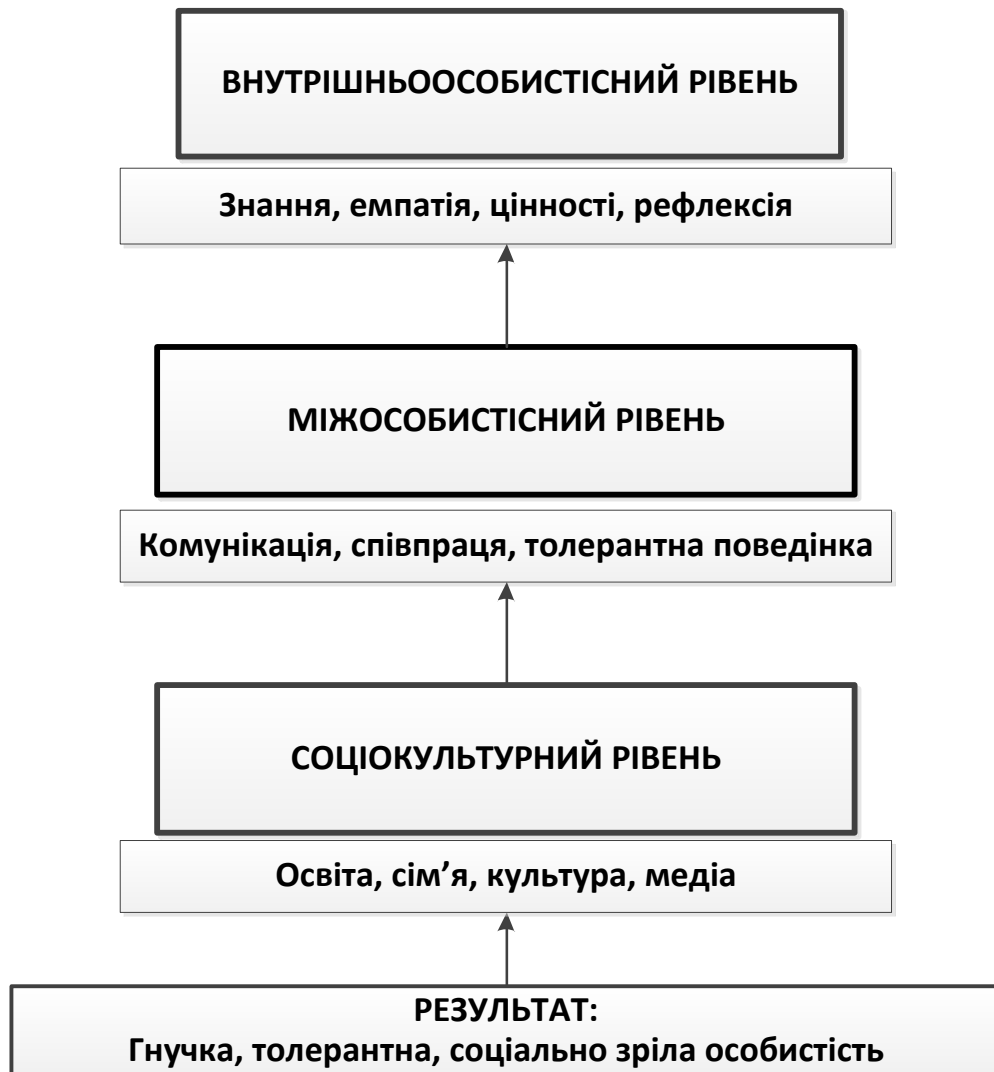 ВНУТРІШНЬООСОБИСТІСНИЙ РІВЕНЬ
Знання, емпатія, цінності, рефлексія
МІЖОСОБИСТІСНИЙ РІВЕНЬ
Комунікація, співпраця, толерантна поведінка
СОЦІОКУЛЬТУРНИЙ РІВЕНЬ
Освіта, сім’я, культура, медіа
РЕЗУЛЬТАТ:
Гнучка, толерантна, соціально зріла особистість